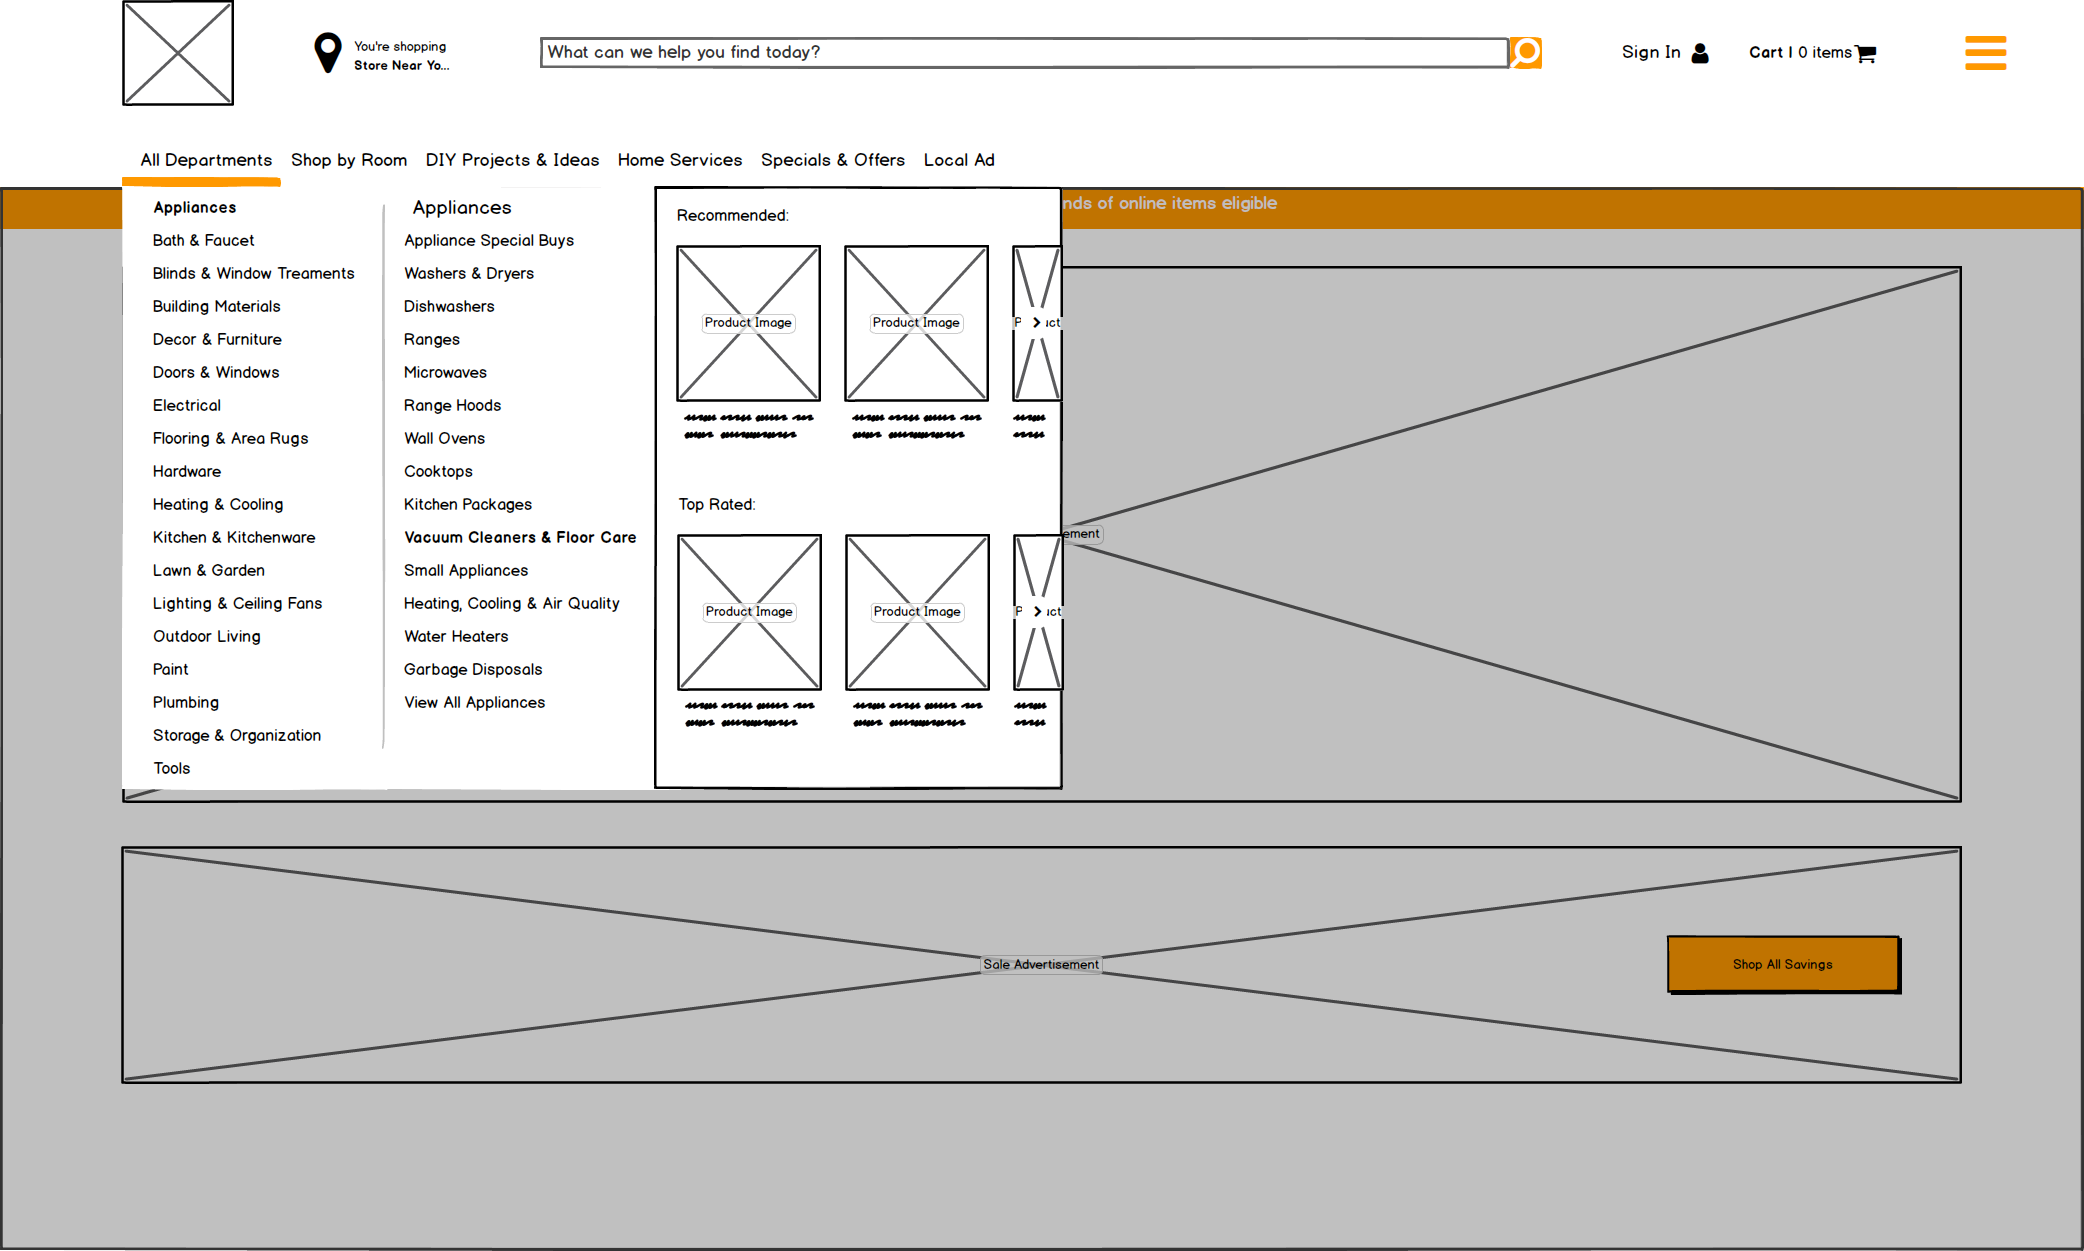 You're shopping
Store Near Yo...
What can we help you find today?
Sign In
Cart | 0 items
All Departments
Shop by Room
DIY Projects & Ideas
Home Services
Specials & Offers
Local Ad
of online items eligible
Appliances
Bath & Faucet
Blinds & Window Treaments
Building Materials
Decor & Furniture
Doors & Windows
Electrical
Flooring & Area Rugs
Hardware
Heating & Cooling
Kitchen & Kitchenware
Lawn & Garden
Lighting & Ceiling Fans
Outdoor Living
Paint
Plumbing
Storage & Organization
Tools
Appliances
Appliance Special Buys
Washers & Dryers
Dishwashers
Ranges
Microwaves
Range Hoods
Wall Ovens
Cooktops
Kitchen Packages
Vacuum Cleaners & Floor Care
Small Appliances
Heating, Cooling & Air Quality
Water Heaters
Garbage Disposals
View All Appliances
Recommended:
Product Image
Product Image
Top Rated:
Product Image
Product Image
Sale Advertisement
Shop All Savings